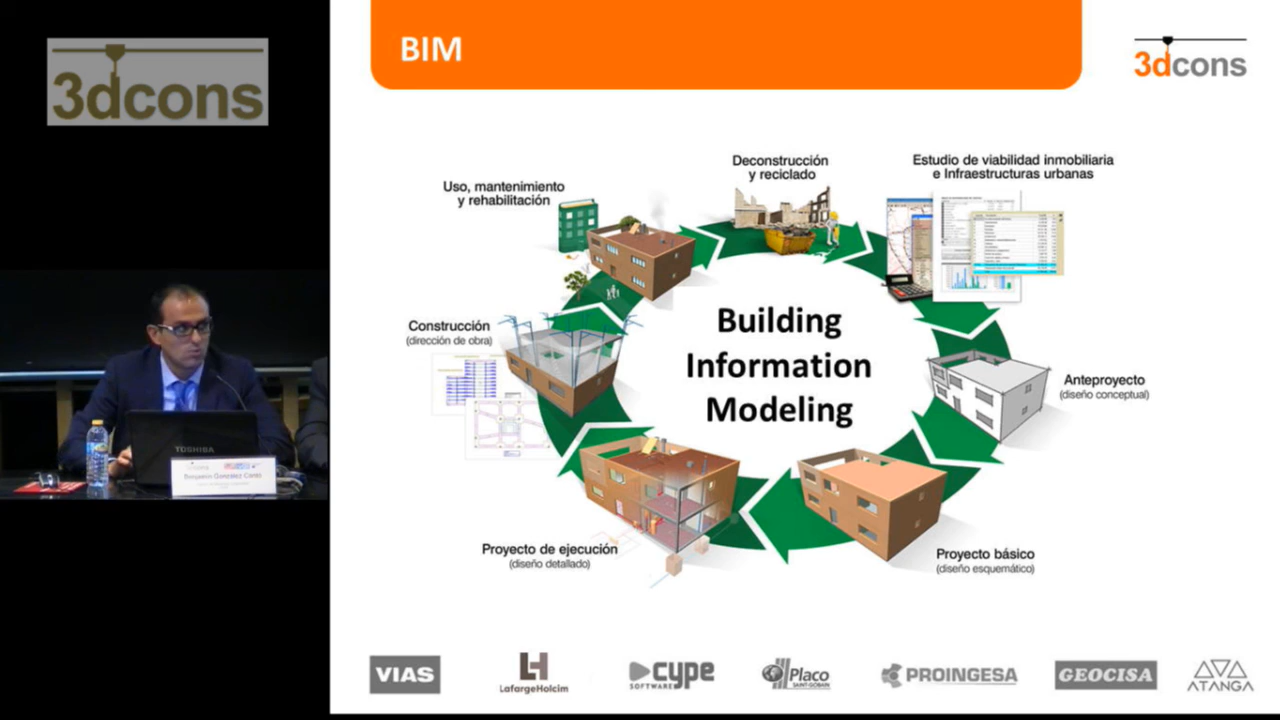 3dcons
BIM
3dcons
Deconstrucción
y reciclado
Estudio de viabilidad inmobiliaria
e Infraestructuras urbanas
Uso, mantenimiento
y rehabilitación
Building
Information
Modeling
Construcción
(dirección de obra)
Anteproyecto
(diseño conceptual)
TOSHIBA
Proyecto de ejecución
(diseño detallado)
Proyecto básico
(diseño esquemático)
VIAS
LH
LafargeHolcim
cype
SOFTWARE
Placo
SAINT-GOBAIN
PROINGESA
GEOCISA
ATANGA